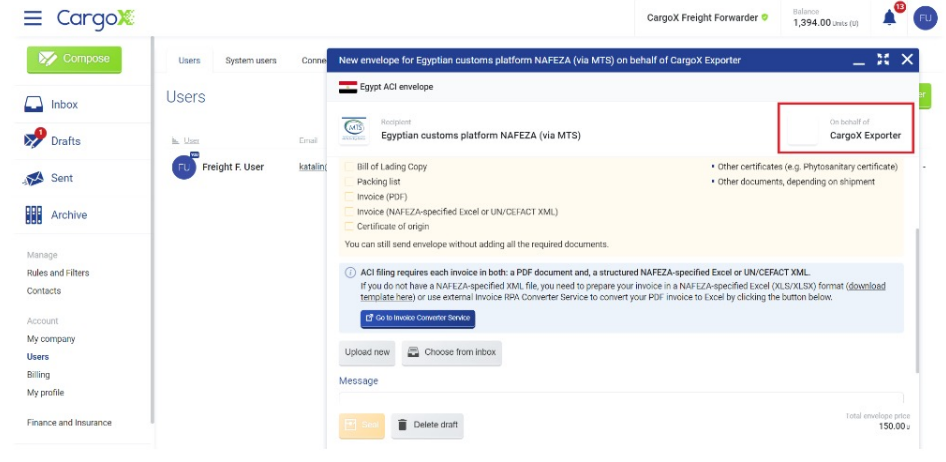 CargoX
CargoX Freight Forwarder
Balance
1,394.00 Units (U)
13
FU
Compose
Inbox
1
Drafts
Sent
Archive
Manage
Rules and Filters
Contacts
Account
My company
Users
Billing
My profile
Finance and Insurance
Users
System users
Conne
Users
User
Email
FU
Freight F. User
katalin
New envelope for Egyptian customs platform NAFEZA (via MTS) on behalf of CargoX Exporter
Egypt ACI envelope
MTS
Recipient
Egyptian customs platform NAFEZA (via MTS)
On behalf of
CargoX Exporter
Bill of Lading Copy
Packing list
Invoice (PDF)
Invoice (NAFEZA-specified Excel or UN/CEFACT XML)
Certificate of origin
• Other certificates (e.g. Phytosanitary certificate)
• Other documents, depending on shipment
You can still send envelope without adding all the required documents.
ACI filing requires each invoice in both: a PDF document and, a structured NAFEZA-specified Excel or UN/CEFACT XML.
If you do not have a NAFEZA-specified XML file, you need to prepare your invoice in a NAFEZA-specified Excel (XLS/XLSX) format (download
template here) or use external Invoice RPA Converter Service to convert your PDF invoice to Excel by clicking the button below.
Go to Invoice Converter Service
Upload new
Choose from inbox
Message
Save
Delete draft
Total envelope price
150.00 U